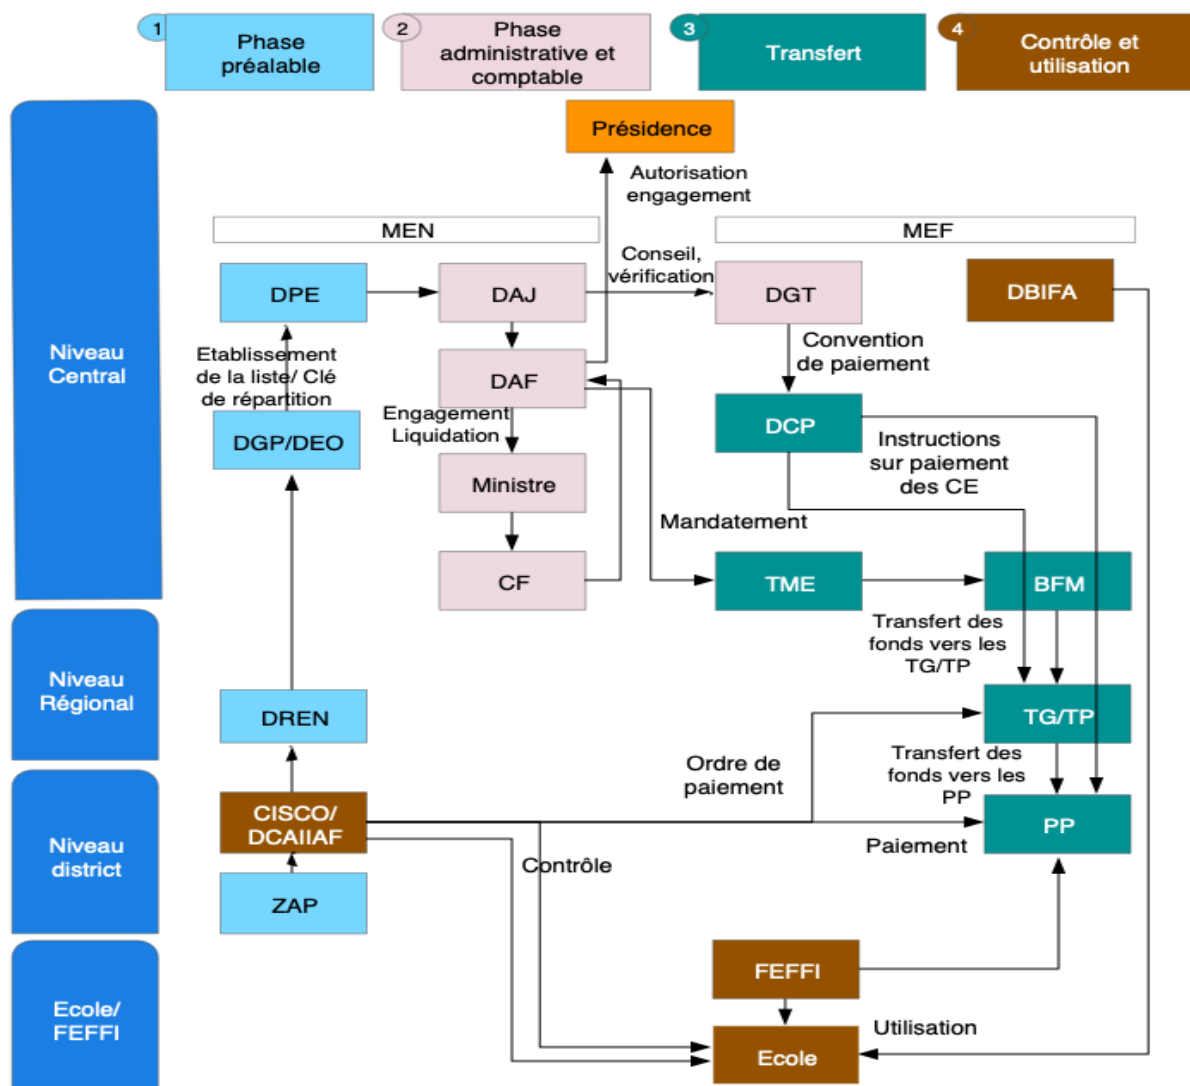 1
Phase
préalable
2
Phase
administrative et
comptable
3
Transfert
4
Contrôle et
utilisation
Niveau
Central
Présidence
Autorisation
engagement
MEN
MEF
Conseil,
vérification
DPE
DAJ
DGT
DBIFA
Etablissement
de la liste/ Clé
de répartition
DAF
Convention
de paiement
Engagement
Liquidation
DGP/DEO
DCP
Instructions
sur paiement
des CE
Ministre
Mandatement
CF
TME
BFM
Transfert des
fonds vers les
TG/TP
Niveau
Régional
DREN
TG/TP
Ordre de
paiement
Transfert des
fonds vers les
PP
Niveau
district
CISCO/
DCAIIAF
PP
Paiement
Contrôle
ZAP
Ecole/
FEFFI
FEFFI
Utilisation
Ecole